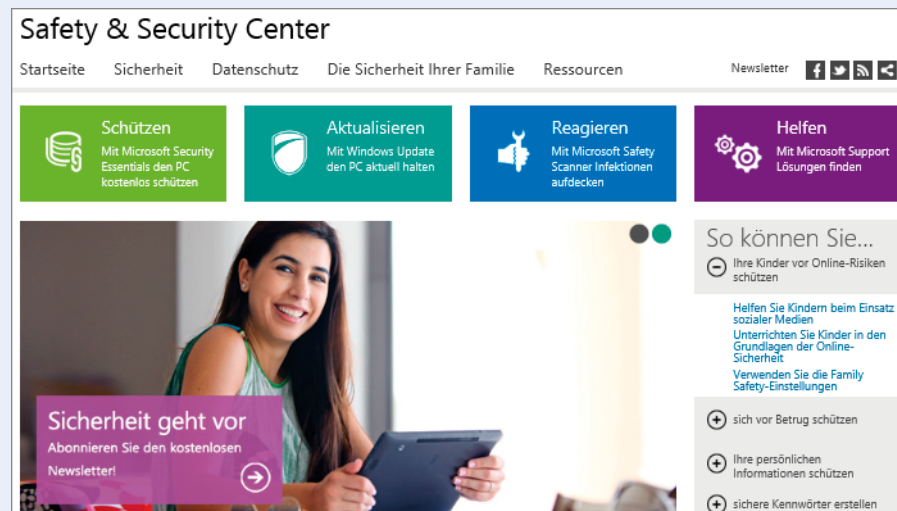 Safety & Security Center
Startseite Sicherheit Datenschutz Die Sicherheit Ihrer Familie Ressourcen Newsletter
Schützen
Mit Microsoft Security
Essentials den PC
kostenlos schützen
Aktualisieren
Mit Windows Update
den PC aktuell halten
Reagieren
Mit Microsoft Safety
Scanner Infektionen
aufdecken
Helfen
Mit Microsoft Support
Lösungen finden
Sicherheit geht vor
Abonnieren Sie den kostenlosen
Newsletter!
So können Sie...
Ihre Kinder vor Online-Risiken
schützen
Helfen Sie Kindern beim Einsatz
sozialer Medien
Unterrichten Sie Kinder in den
Grundlagen der Online-
Sicherheit
Verwenden Sie die Family
Safety-Einstellungen
sich vor Betrug schützen
Ihre persönlichen
Informationen schützen
sichere Kennwörter erstellen